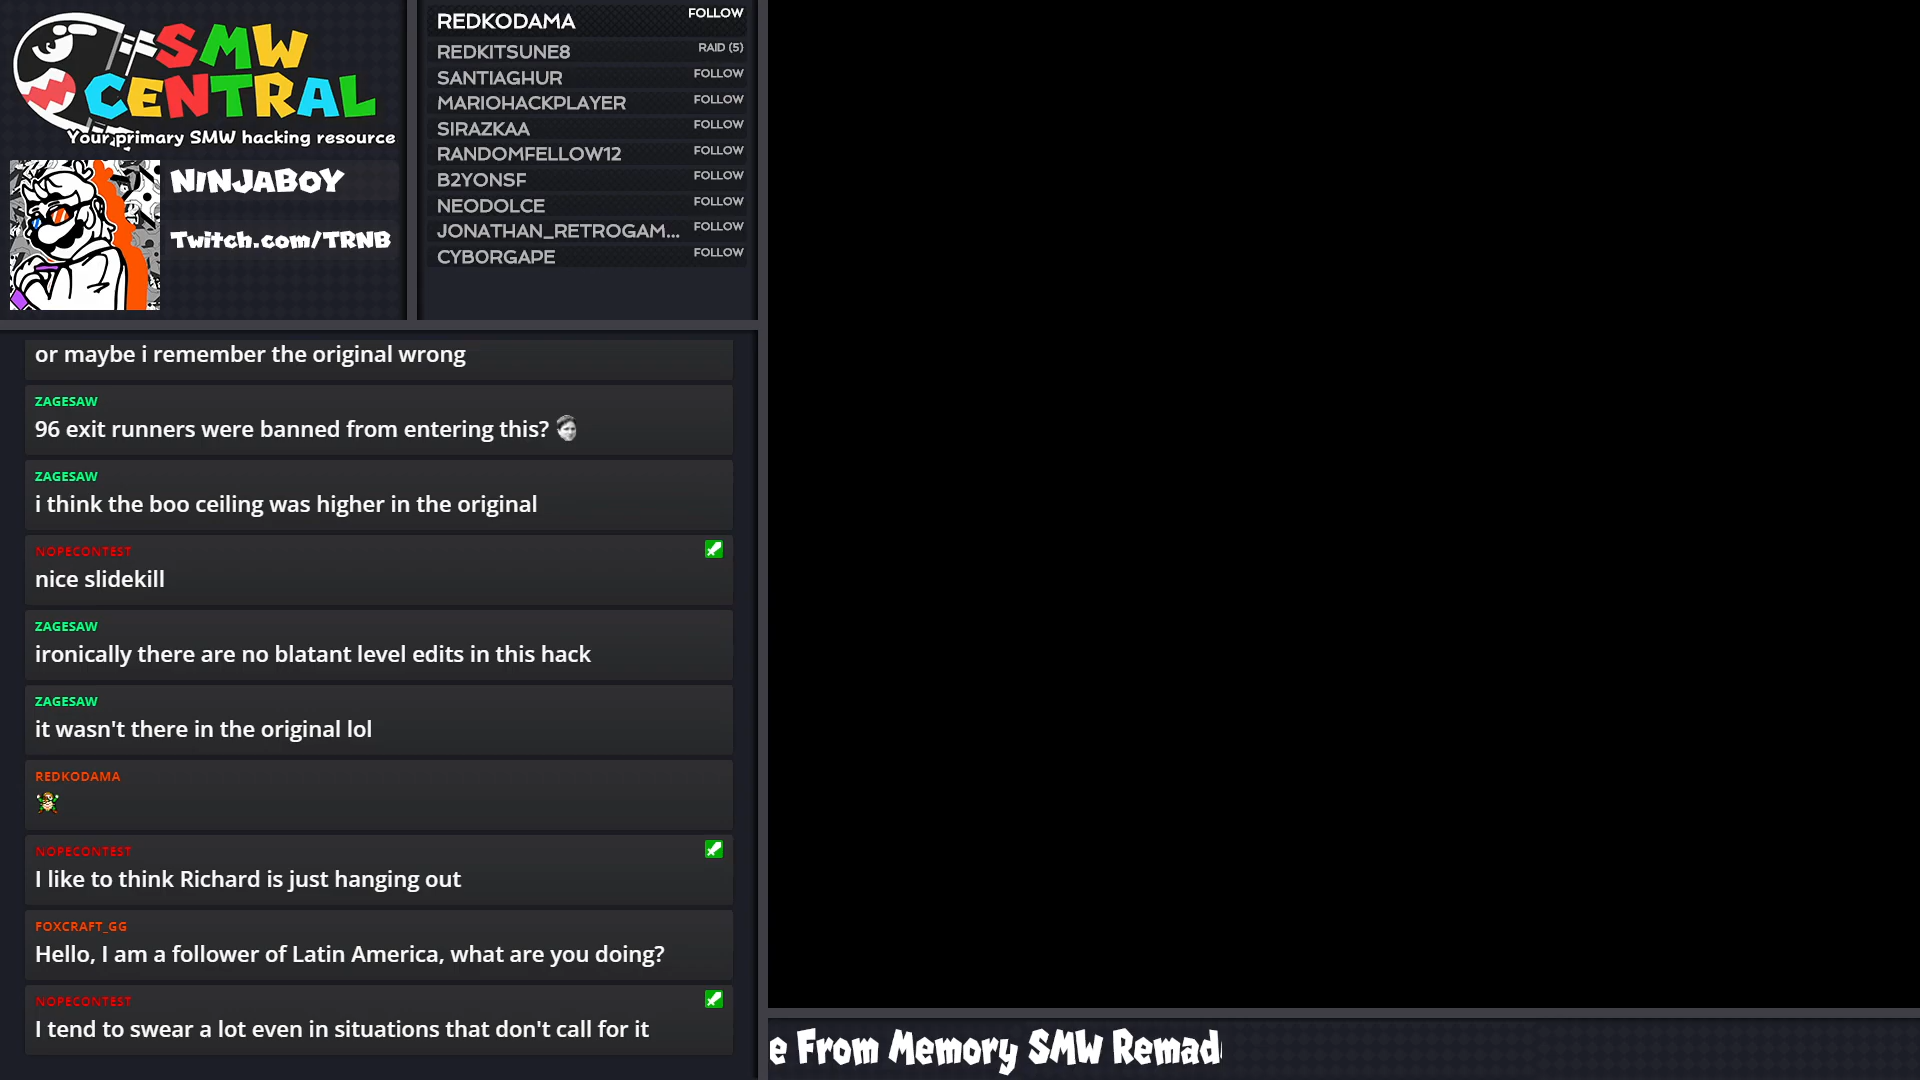 SMW
CENTRAL
Your primary SMW hacking resource
NINJABOY
Twitch.com/TRNB
REDKODAMA FOLLOW
REDKITSUNE8 RAID (5)
SANTIAGHUR FOLLOW
MARIOHACKPLAYER FOLLOW
SIRAZKAA FOLLOW
RANDOMFELLOW12 FOLLOW
B2YONSF FOLLOW
NEODOLCE FOLLOW
JONATHAN_RETROGAM... FOLLOW
CYBORGAPE FOLLOW
or maybe i remember the original wrong
ZAGESAW
96 exit runners were banned from entering this?
ZAGESAW
i think the boo ceiling was higher in the original
NOPECONTEST
nice slidekill
ZAGESAW
ironically there are no blatant level edits in this hack
ZAGESAW
it wasn't there in the original lol
REDKODAMA
NOPECONTEST
I like to think Richard is just hanging out
FOXCRAFT_GG
Hello, I am a follower of Latin America, what are you doing?
NOPECONTEST
I tend to swear a lot even in situations that don't call for it
e From Memory SMW Remad